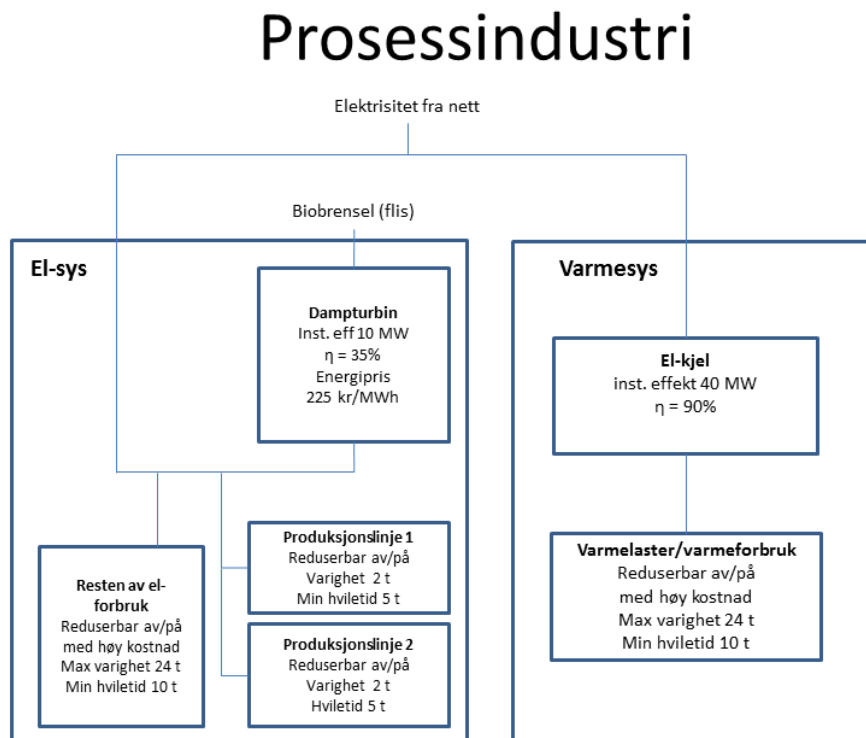 Prosessindustri
Elektrisitet fra nett
Biobrensel (flis)
El-sys
Dampturbin
Inst. eff 10 MW
η = 35%
Energipris
225 kr/MWh
Resten av el-
forbruk
Reduserbar av/på
med høy kostnad
Max varighet 24 t
Min hviletid 10 t
Produksjonslinje 1
Reduserbar av/på
Varighet 2 t
Min hviletid 5 t
Produksjonslinje 2
Reduserbar av/på
Varighet 2 t
Hviletid 5 t
Varmesys
El-kjel
inst. effekt 40 MW
η = 90%
Varmelaster/varmeforbruk
Reduserbar av/på
med høy kostnad
Max varighet 24 t
Min hviletid 10 t